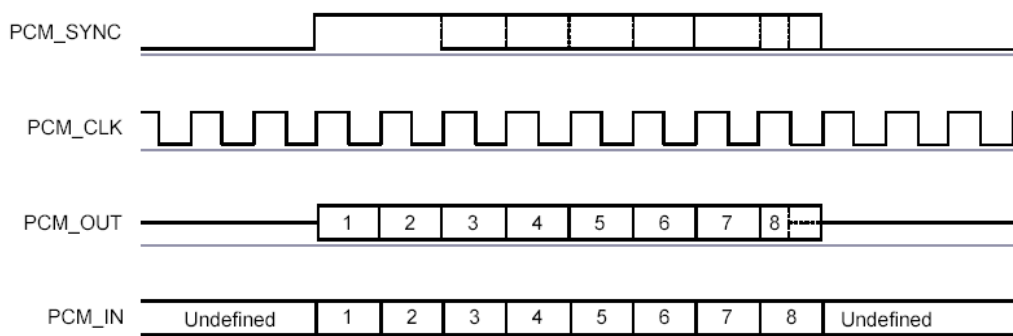 PCM_SYNC
PCM_CLK
PCM_OUT 1 2 3 4 5 6 7 8
PCM_IN Undefined 1 2 3 4 5 6 7 8 Undefined